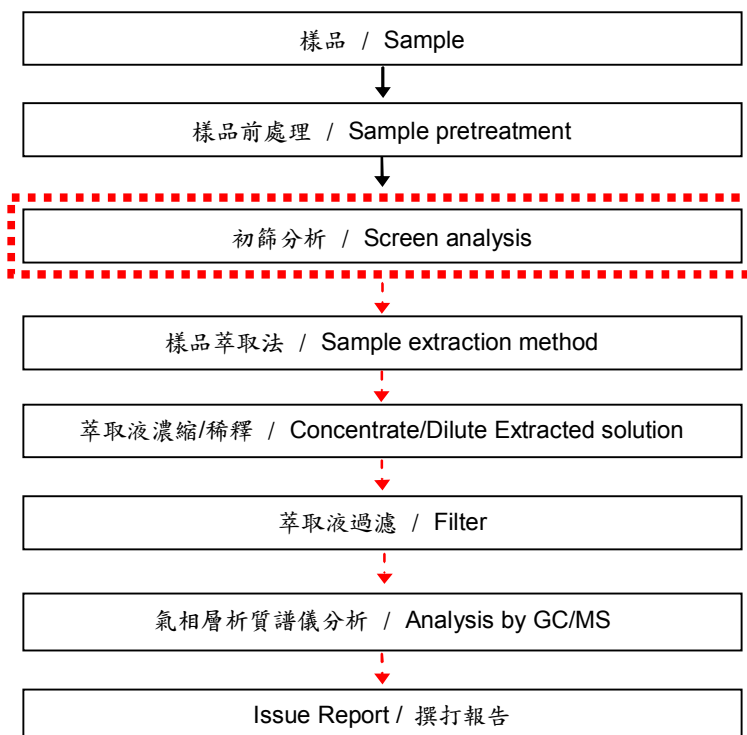 樣品 / Sample
樣品前處理 / Sample pretreatment
初篩分析 / Screen analysis
樣品萃取法 / Sample extraction method
萃取液濃縮/稀釋 / Concentrate/Dilute Extracted solution
萃取液過濾 / Filter
氣相層析質譜儀分析 / Analysis by GC/MS
Issue Report / 撰打報告